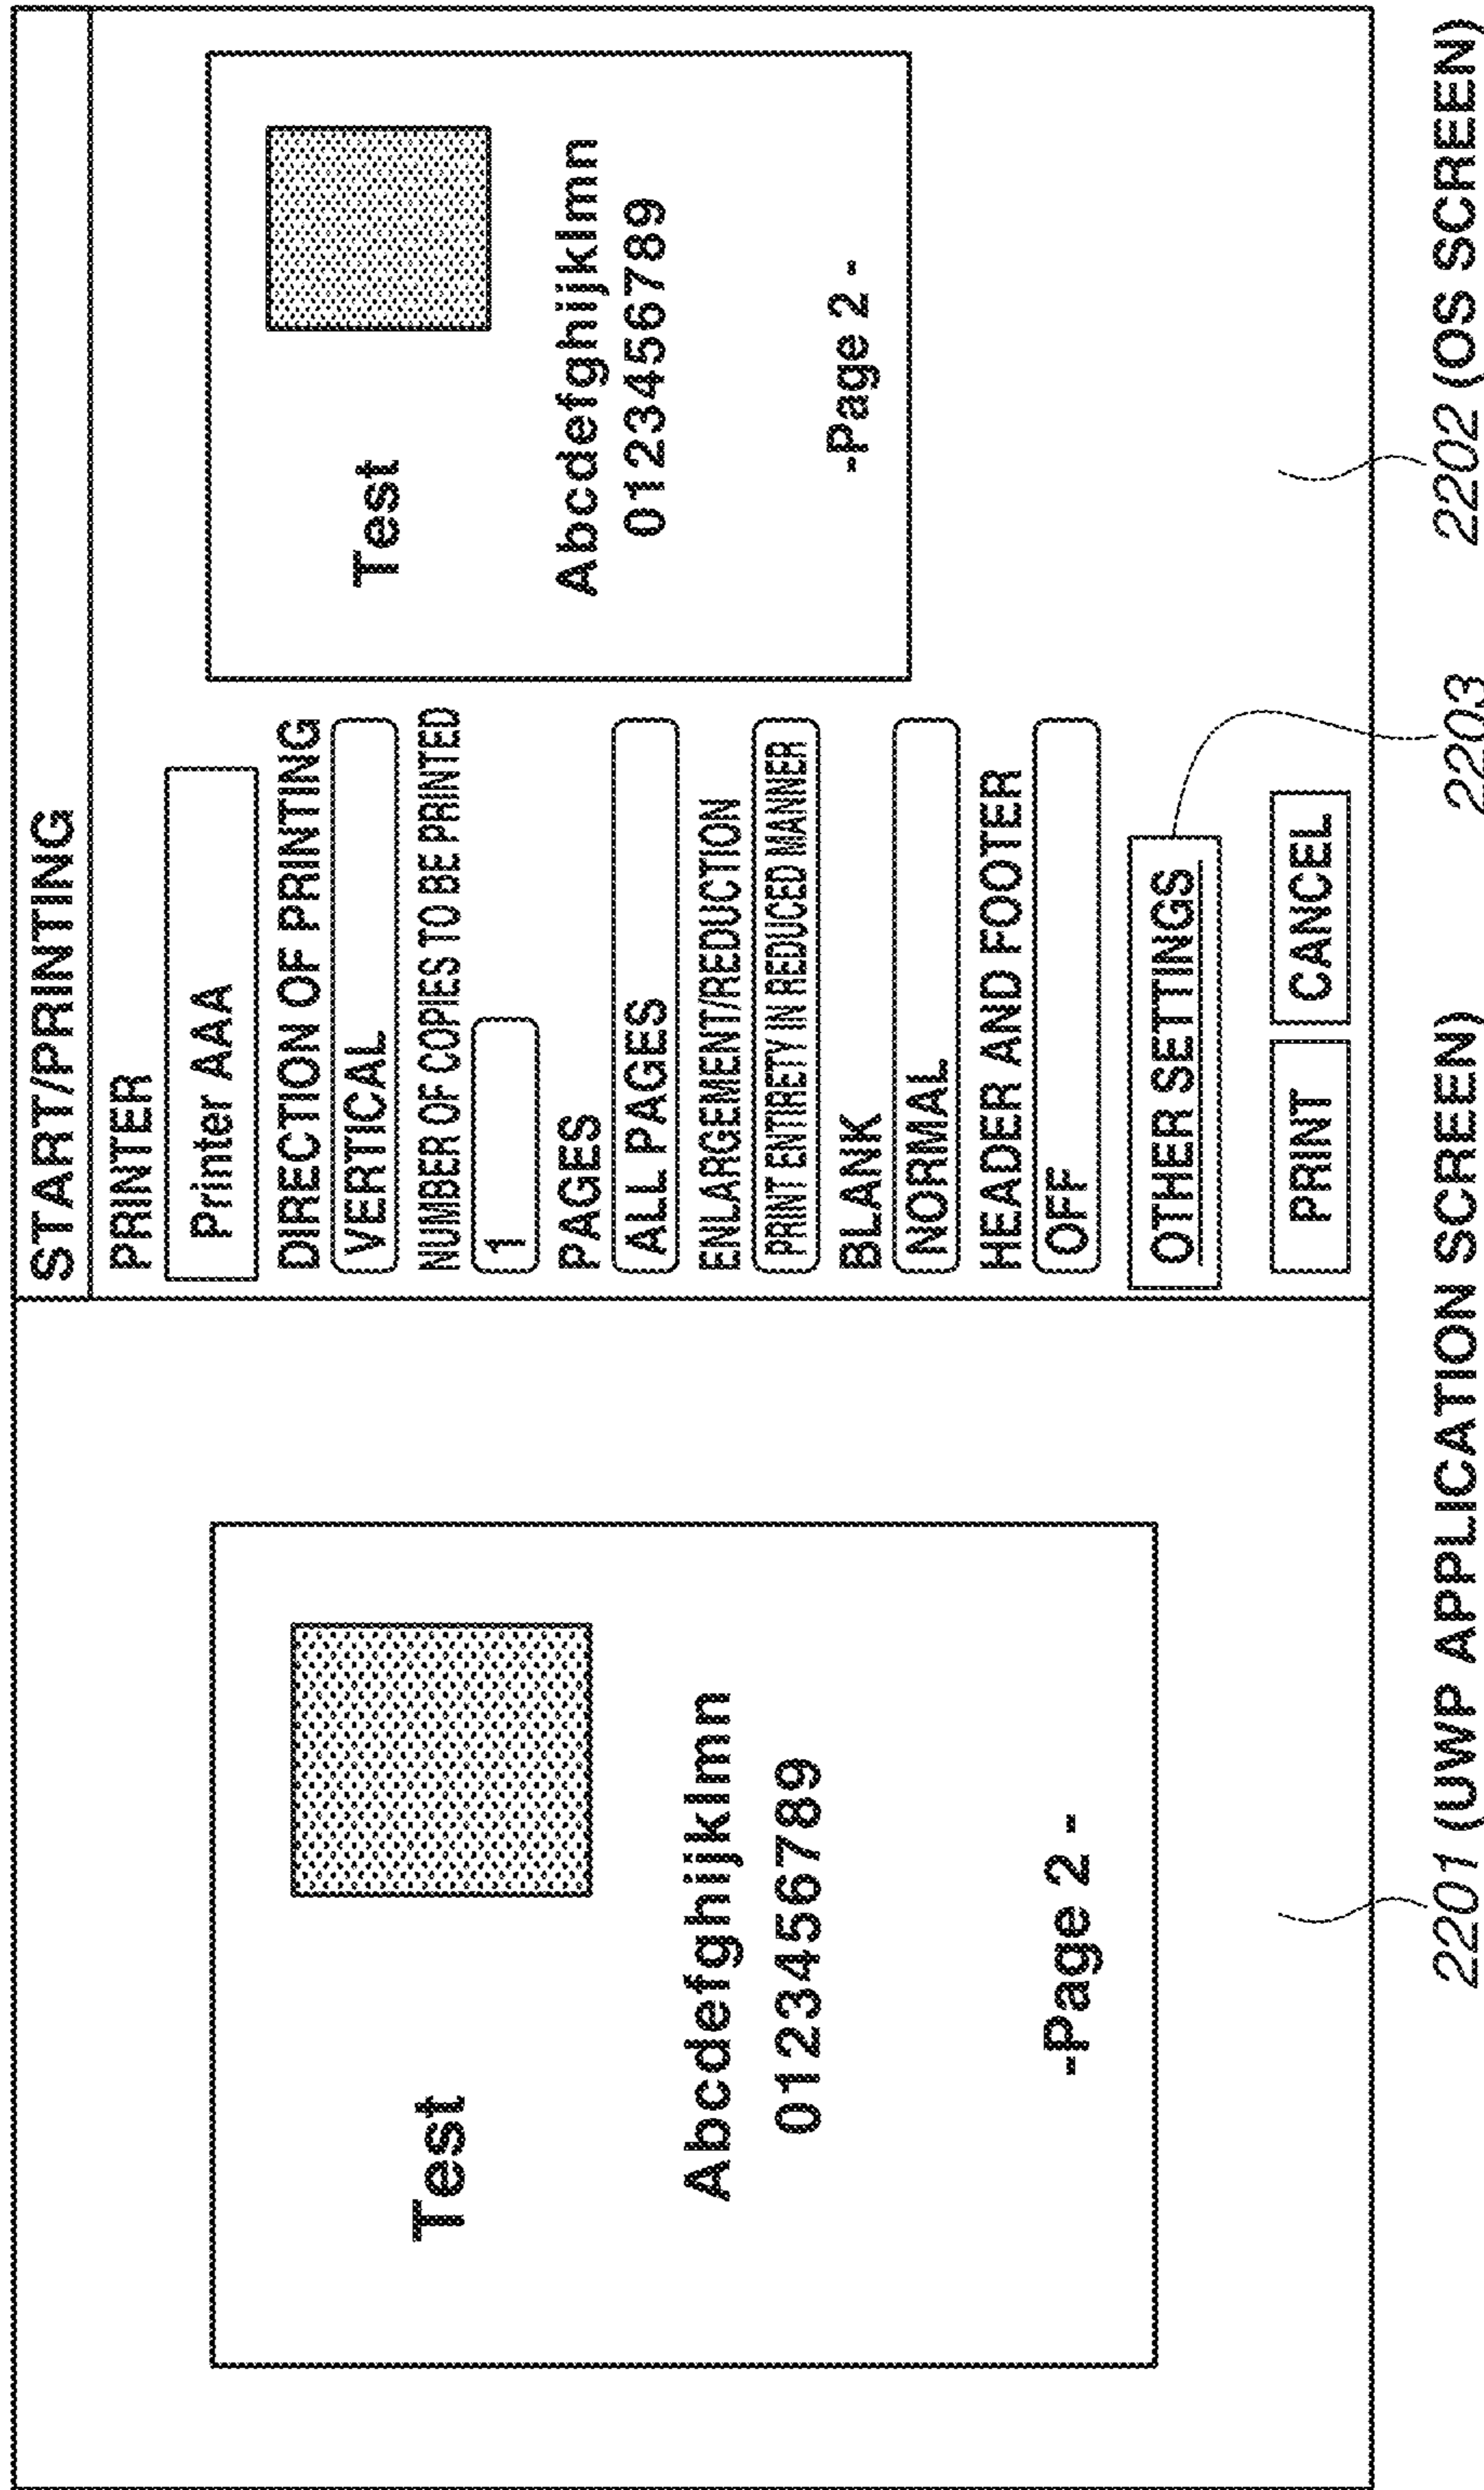 Test
Abcdefghijklmn
0123456789
-Page 2 -
START/PRINTING
PRINTER
Printer AAA
DIRECTION OF PRINTING
VERTICAL
NUMBER OF COPIES TO BE PRINTED
1
PAGES
ALL PAGES
ENLARGEMENT/REDUCTION
PRINT ENTIRETY IN REDUCED MANNER
BLANK
NORMAL
HEADER AND FOOTER
OFF
OTHER SETTINGS
PRINT CANCEL
Test
Abcdefghijklmn
0123456789
-Page 2 -
2201 (UWP APPLICATION SCREEN) 2203 2202 (OS SCREEN)